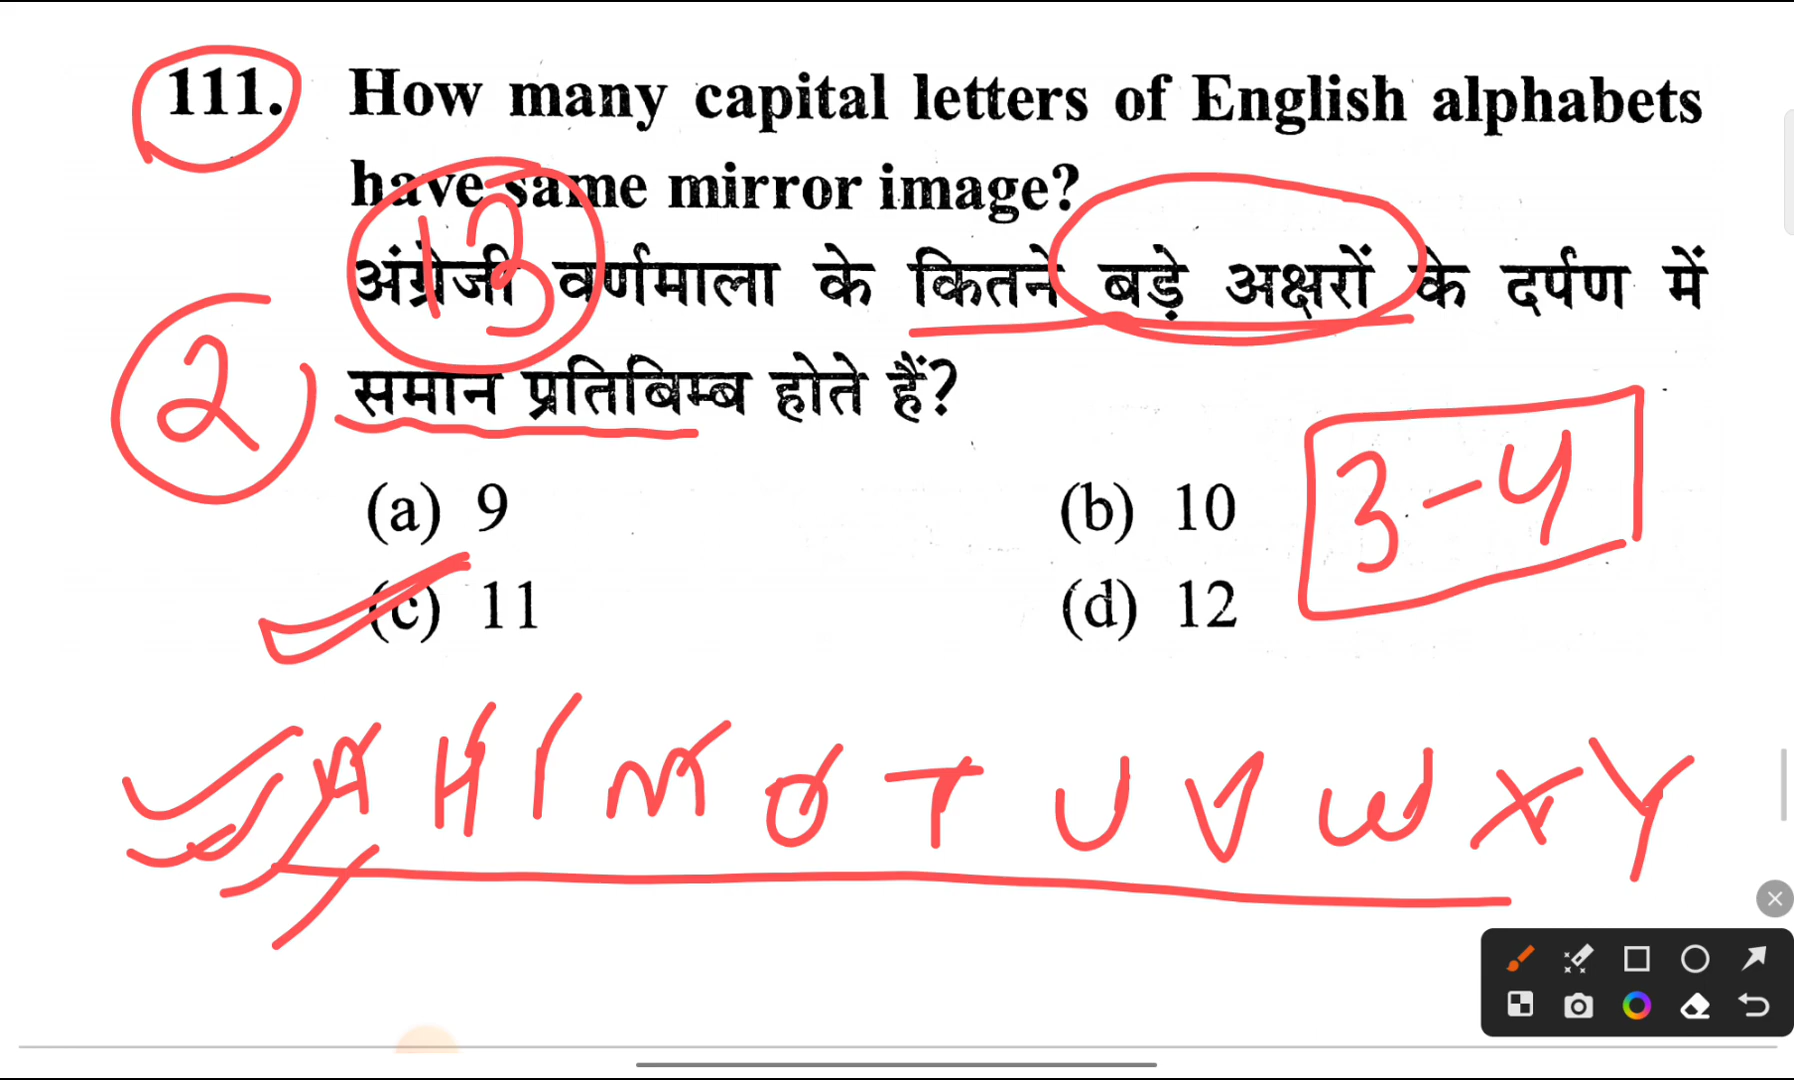 111. How many capital letters of English alphabets
have same mirror image?
13
अंग्रेजी वर्णमाला के कितने बड़े अक्षरों के दर्पण में
2
समान प्रतिबिम्ब होते हैं?
(a) 9 (b) 10
3-4
(c) 11 (d) 12
A H I M O T U V W X Y